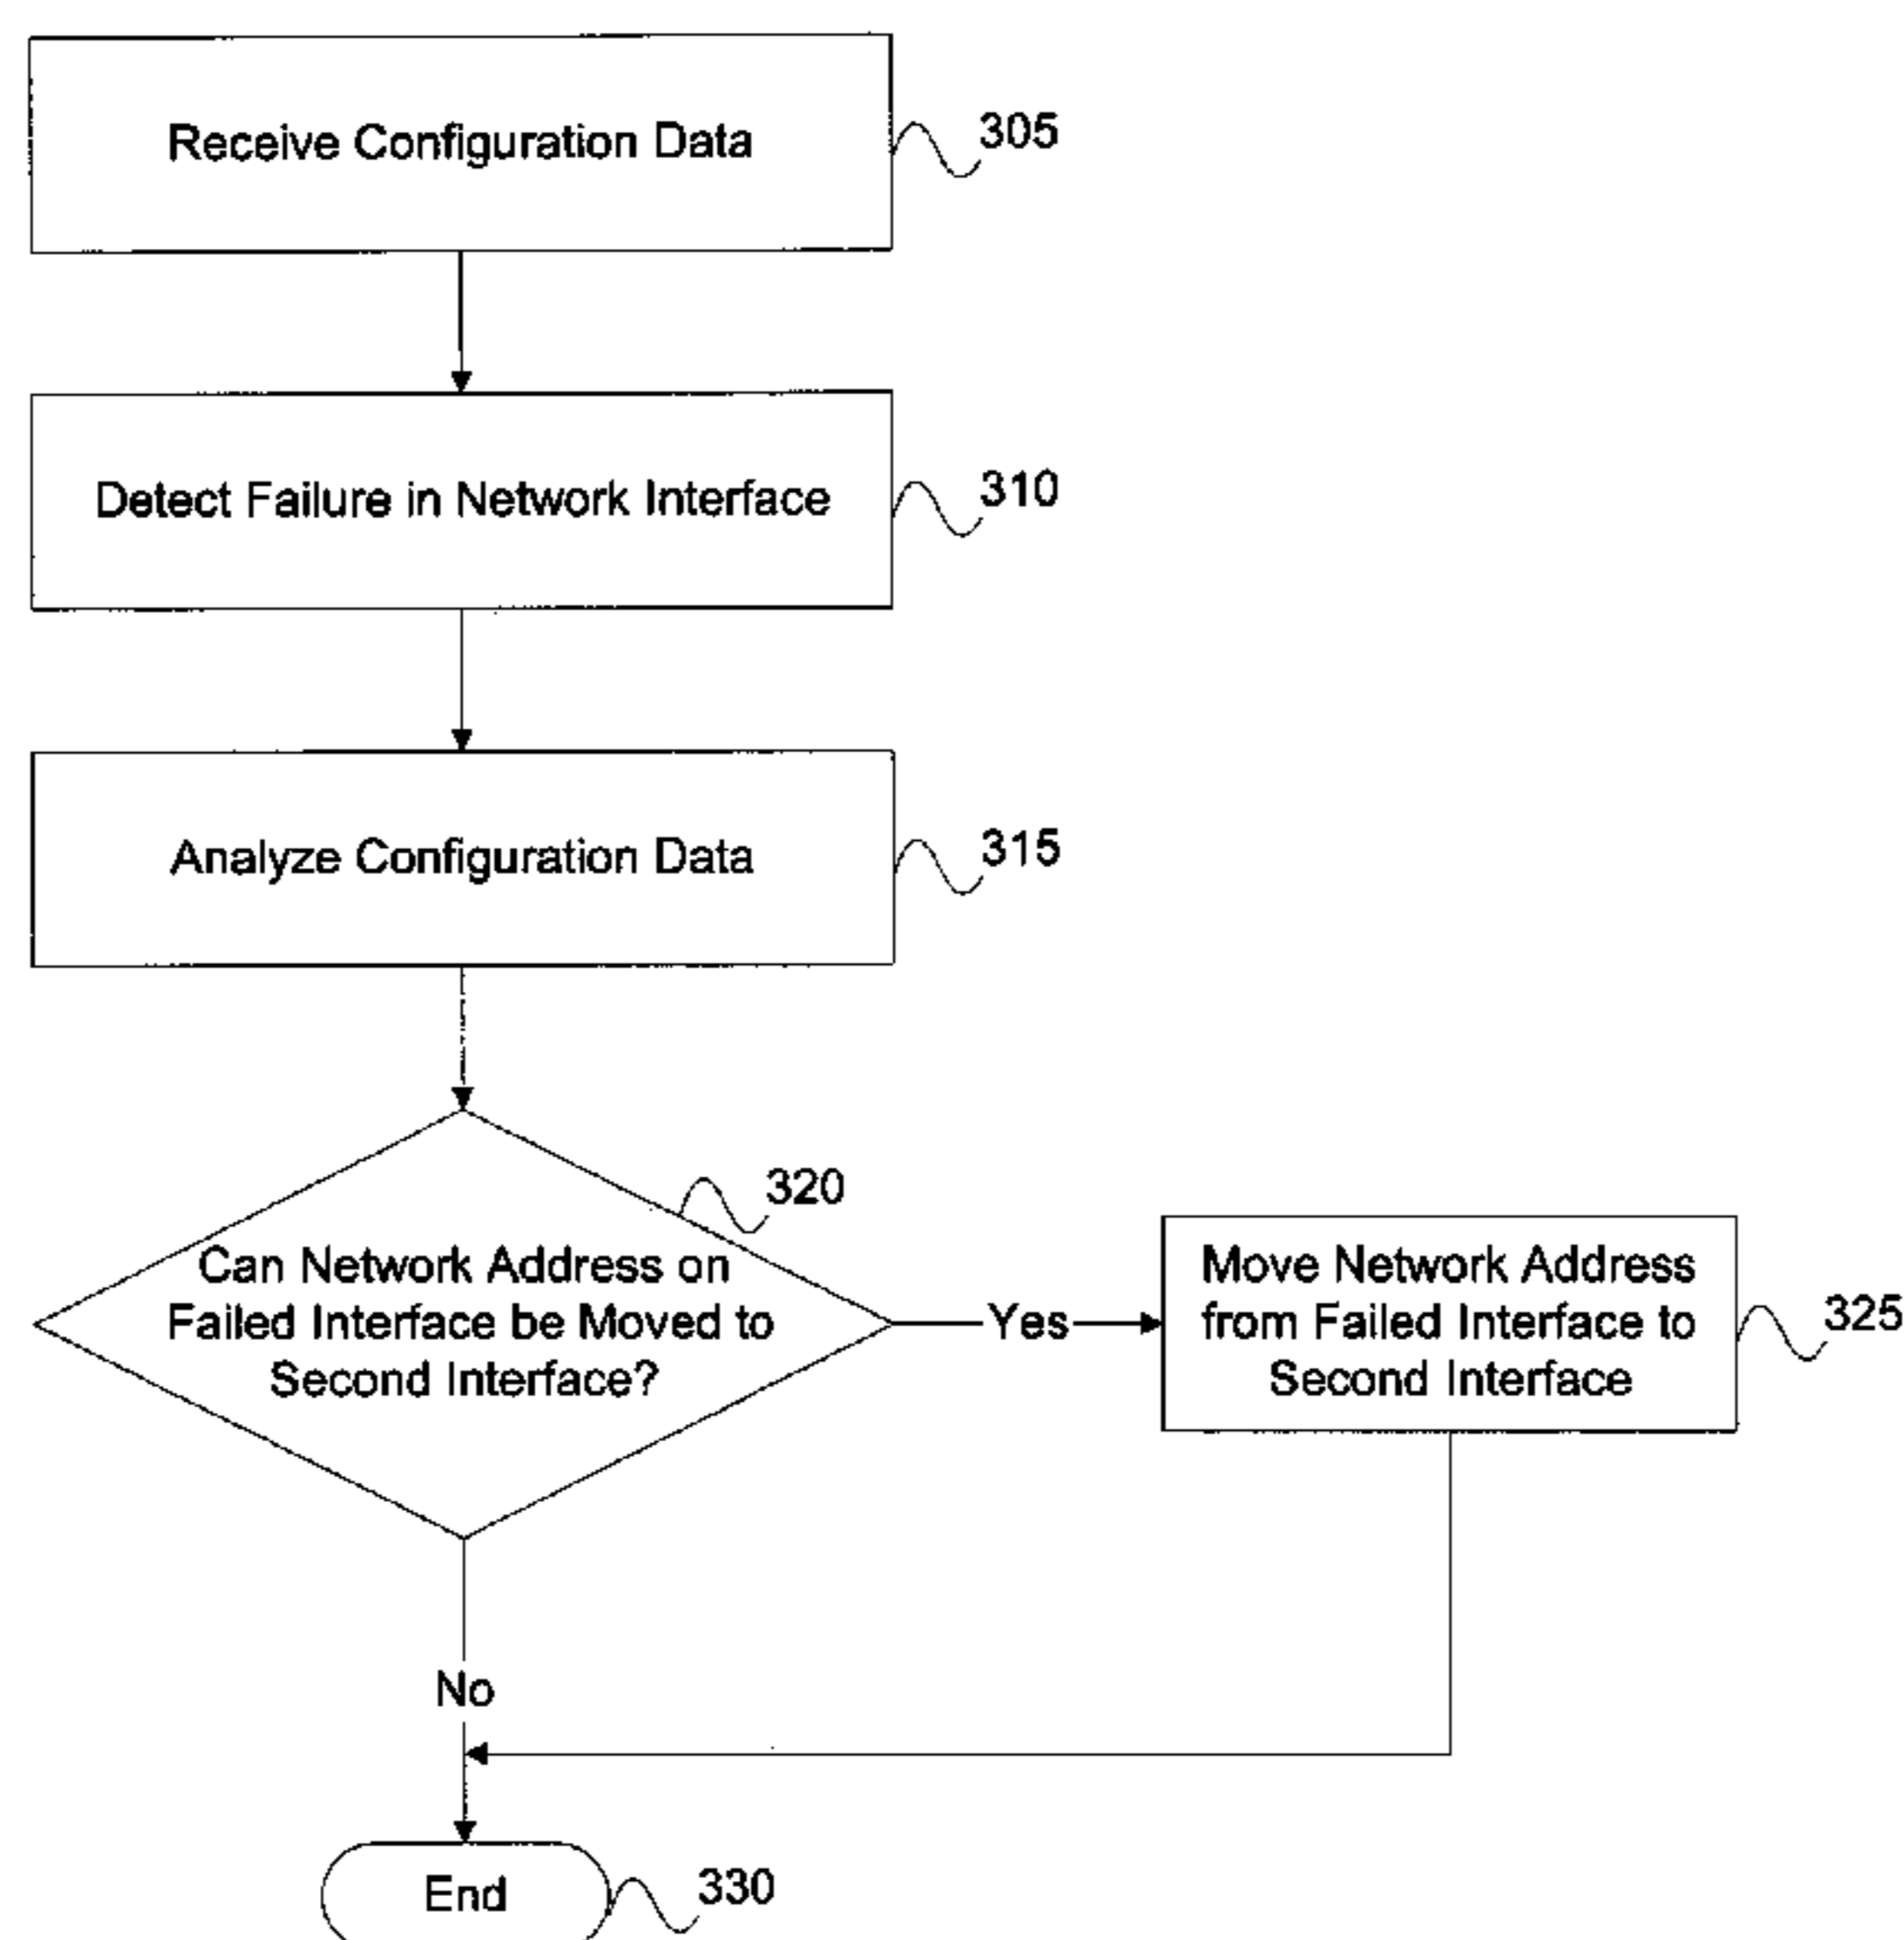 Receive Configuration Data
305
Detect Failure in Network Interface
310
Analyze Configuration Data
315
320
Can Network Address on
Failed Interface be Moved to
Second Interface?
Yes
Move Network Address
from Failed Interface to
Second Interface
325
No
End
330